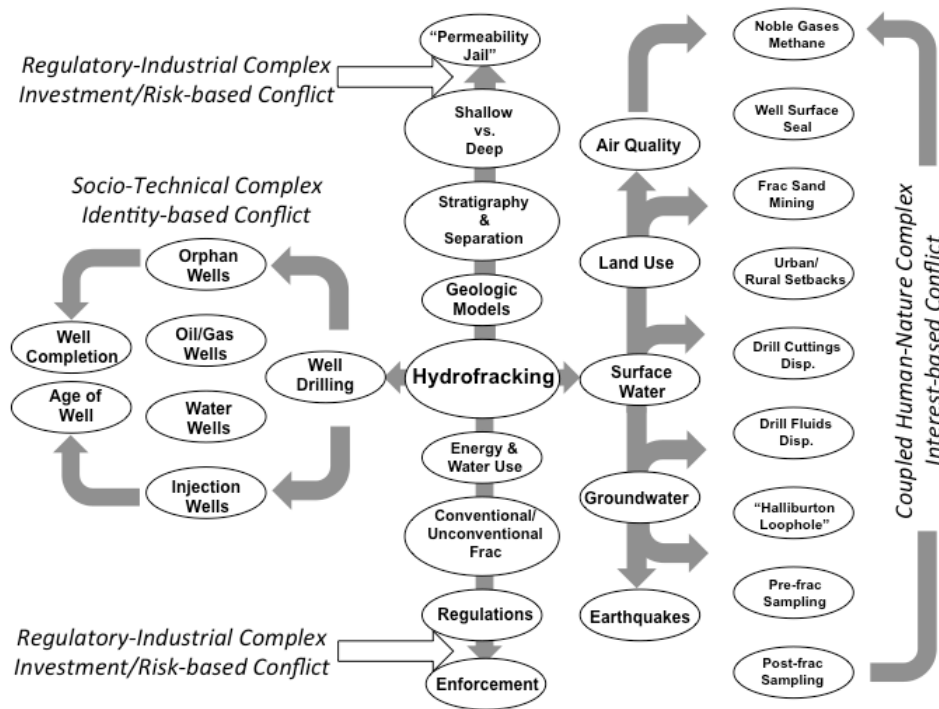 Regulatory-Industrial Complex
Investment/Risk-based Conflict
Socio-Technical Complex
Identity-based Conflict
Orphan
Wells
Well
Completion
Oil/Gas
Wells
Age of
Well
Water
Wells
Injection
Wells
Well
Drilling
Regulatory-Industrial Complex
Investment/Risk-based Conflict
“Permeability
Jail”
Shallow
vs.
Deep
Stratigraphy
&
Separation
Geologic
Models
Hydrofracking
Energy &
Water Use
Conventional/
Unconventional
Frac
Regulations
Enforcement
Air Quality
Land Use
Surface
Water
Groundwater
Earthquakes
Noble Gases
Methane
Well Surface
Seal
Frac Sand
Mining
Urban/
Rural Setbacks
Drill Cuttings
Disp.
Drill Fluids
Disp.
“Halliburton
Loophole”
Pre-frac
Sampling
Post-frac
Sampling
Coupled Human-Nature Complex
Interest-based Conflict